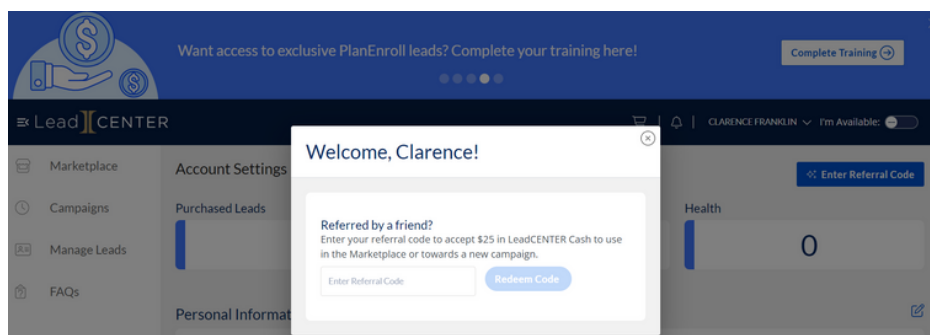 Want access to exclusive PlanEnroll leads? Complete your training here!
Complete Training
Lead CENTER
CLARENCE FRANKLIN
I'm Available:
Welcome, Clarence!
Marketplace
Account Settings
Enter Referral Code
Campaigns
Purchased Leads
Health
Referred by a friend?
Enter your referral code to accept $25 in LeadCENTER Cash to use
in the Marketplace or towards a new campaign.
Manage Leads
0
Enter Referral Code
Redeem Code
FAQs
Personal Informat